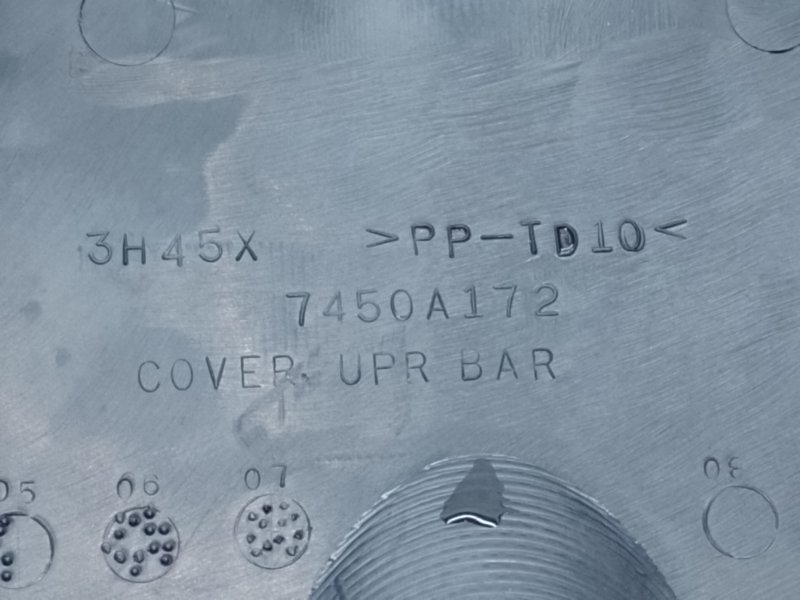 3H45X >PP-TD10<
7450A172
COVER, UPR BAR
05 06 07 08